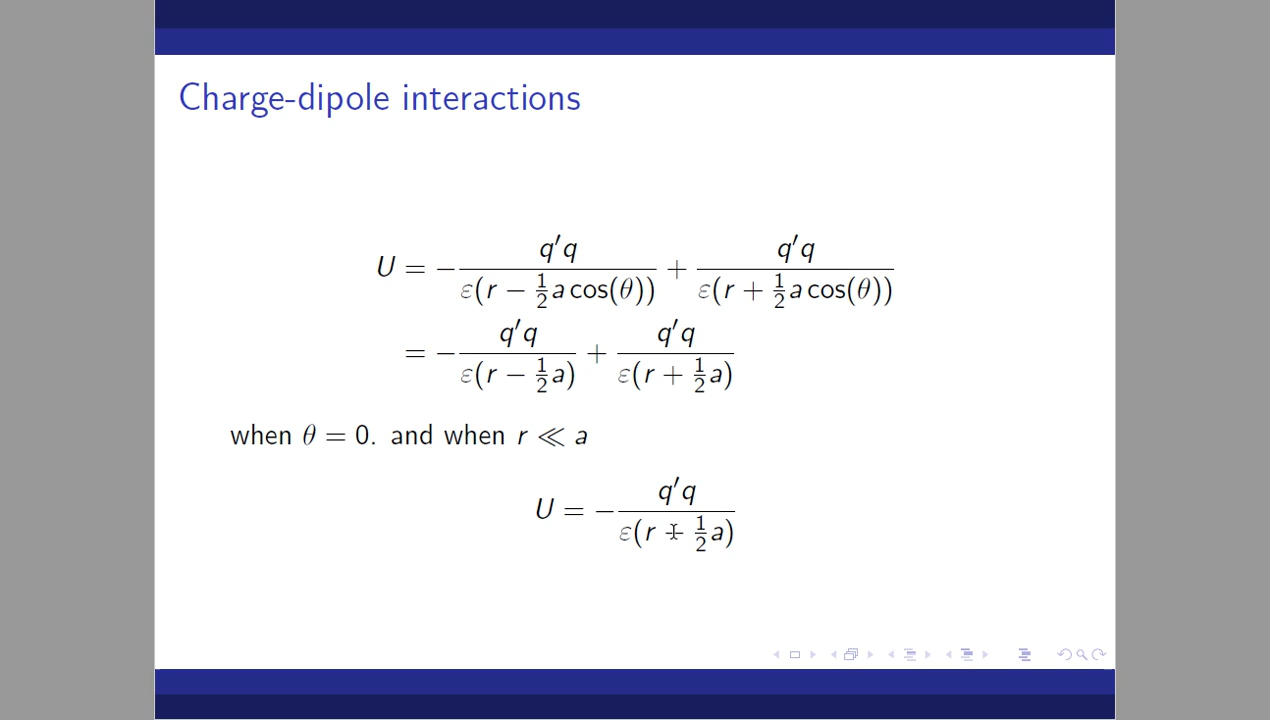 Charge-dipole interactions
U = − q′q / ε(r − ½a cos(θ)) + q′q / ε(r + ½a cos(θ))
= − q′q / ε(r − ½a) + q′q / ε(r + ½a)
when θ = 0. and when r ≪ a
U = − q′q / ε(r + ½a)